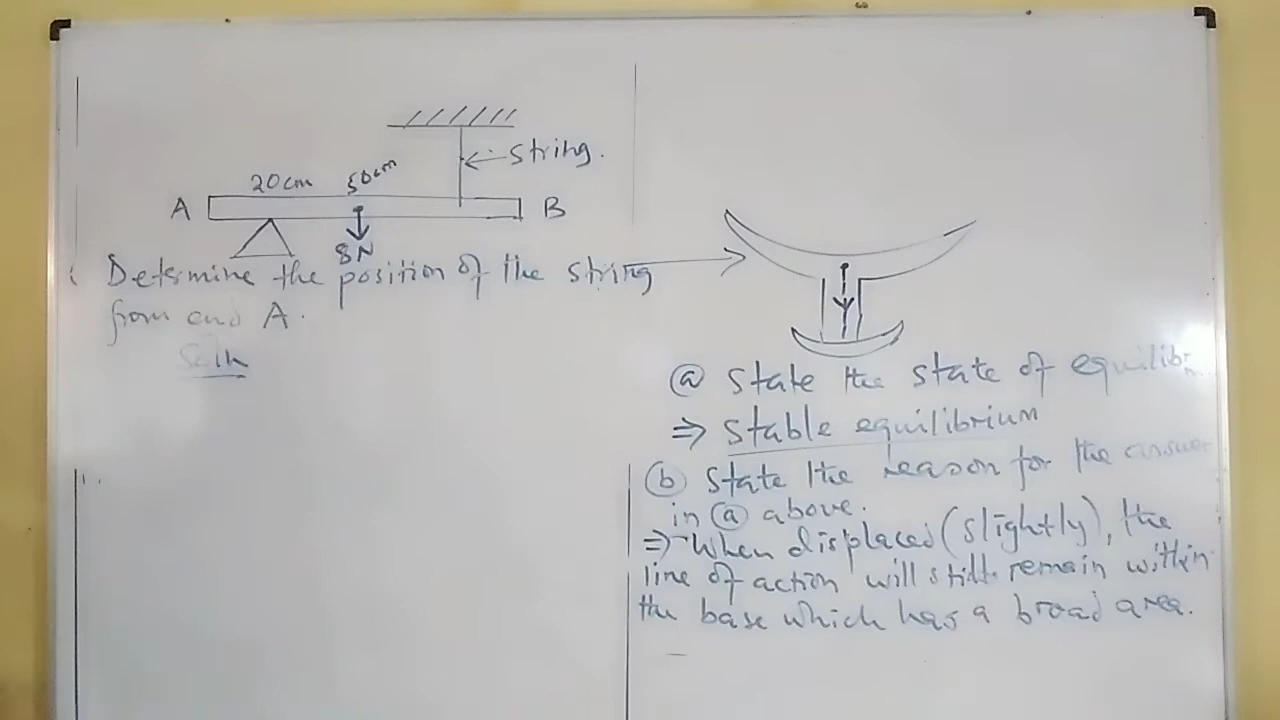 string.
20cm
50cm
A
B
8N
Determine the position of the string
from end A.
Soln
(a) State the state of
⇒ Stable equilibrium
(b) State the reason for the answer
in (a) above.
⇒ When displaced (slightly), the
line of action will still remain within
the base which has a broad area.